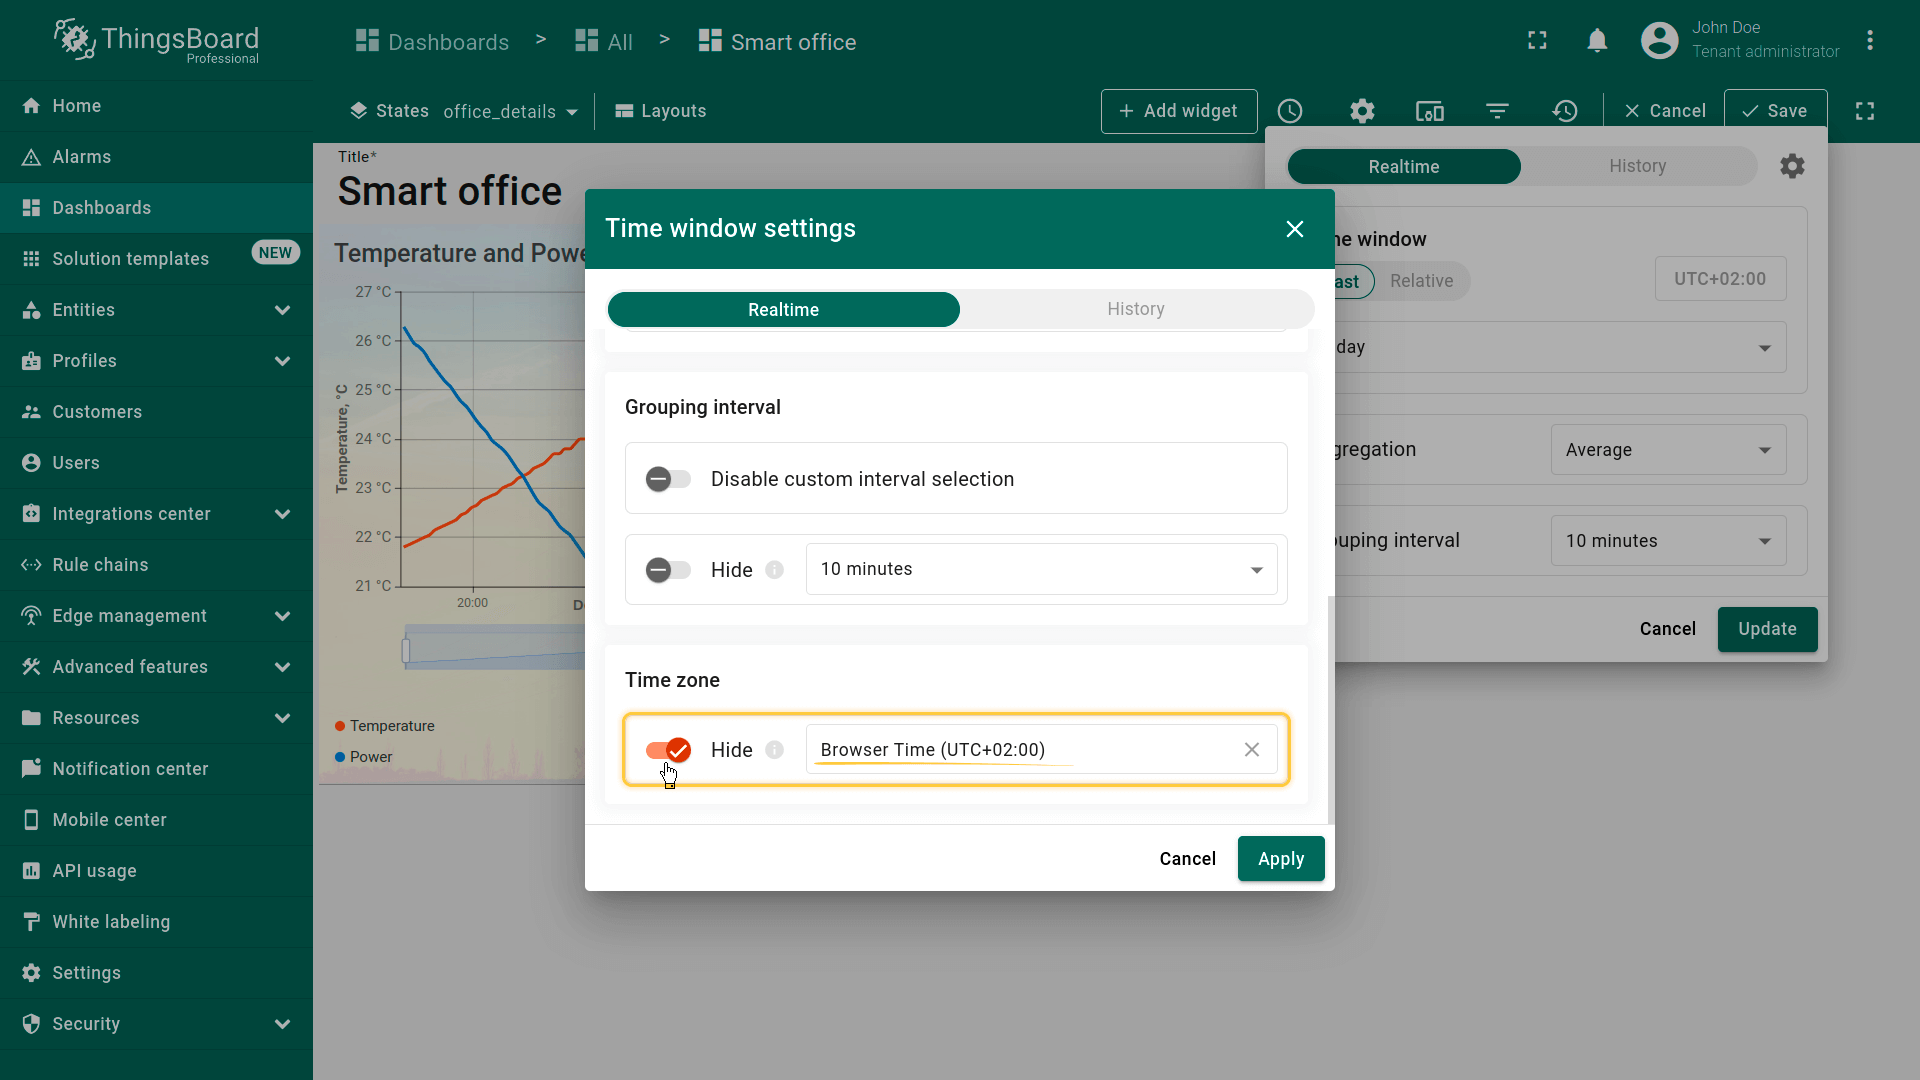 ThingsBoard
Professional
Dashboards > All > Smart office
John Doe
Tenant administrator
Home
Alarms
Dashboards
Solution templates NEW
Entities
Profiles
Customers
Users
Integrations center
Rule chains
Edge management
Advanced features
Resources
Notification center
Mobile center
API usage
White labeling
Settings
Security
States office_details Layouts + Add widget Cancel Save
Title*
Smart office
Temperature and Powe
Temperature, °C
27 °C
26 °C
25 °C
24 °C
23 °C
22 °C
21 °C
20:00
D
Temperature
Power
Time window settings
Realtime History
Grouping interval
Disable custom interval selection
Hide 10 minutes
Time zone
Hide Browser Time (UTC+02:00)
Cancel Apply
Realtime History
ne window
ast Relative UTC+02:00
day
gregation Average
uping interval 10 minutes
Cancel Update